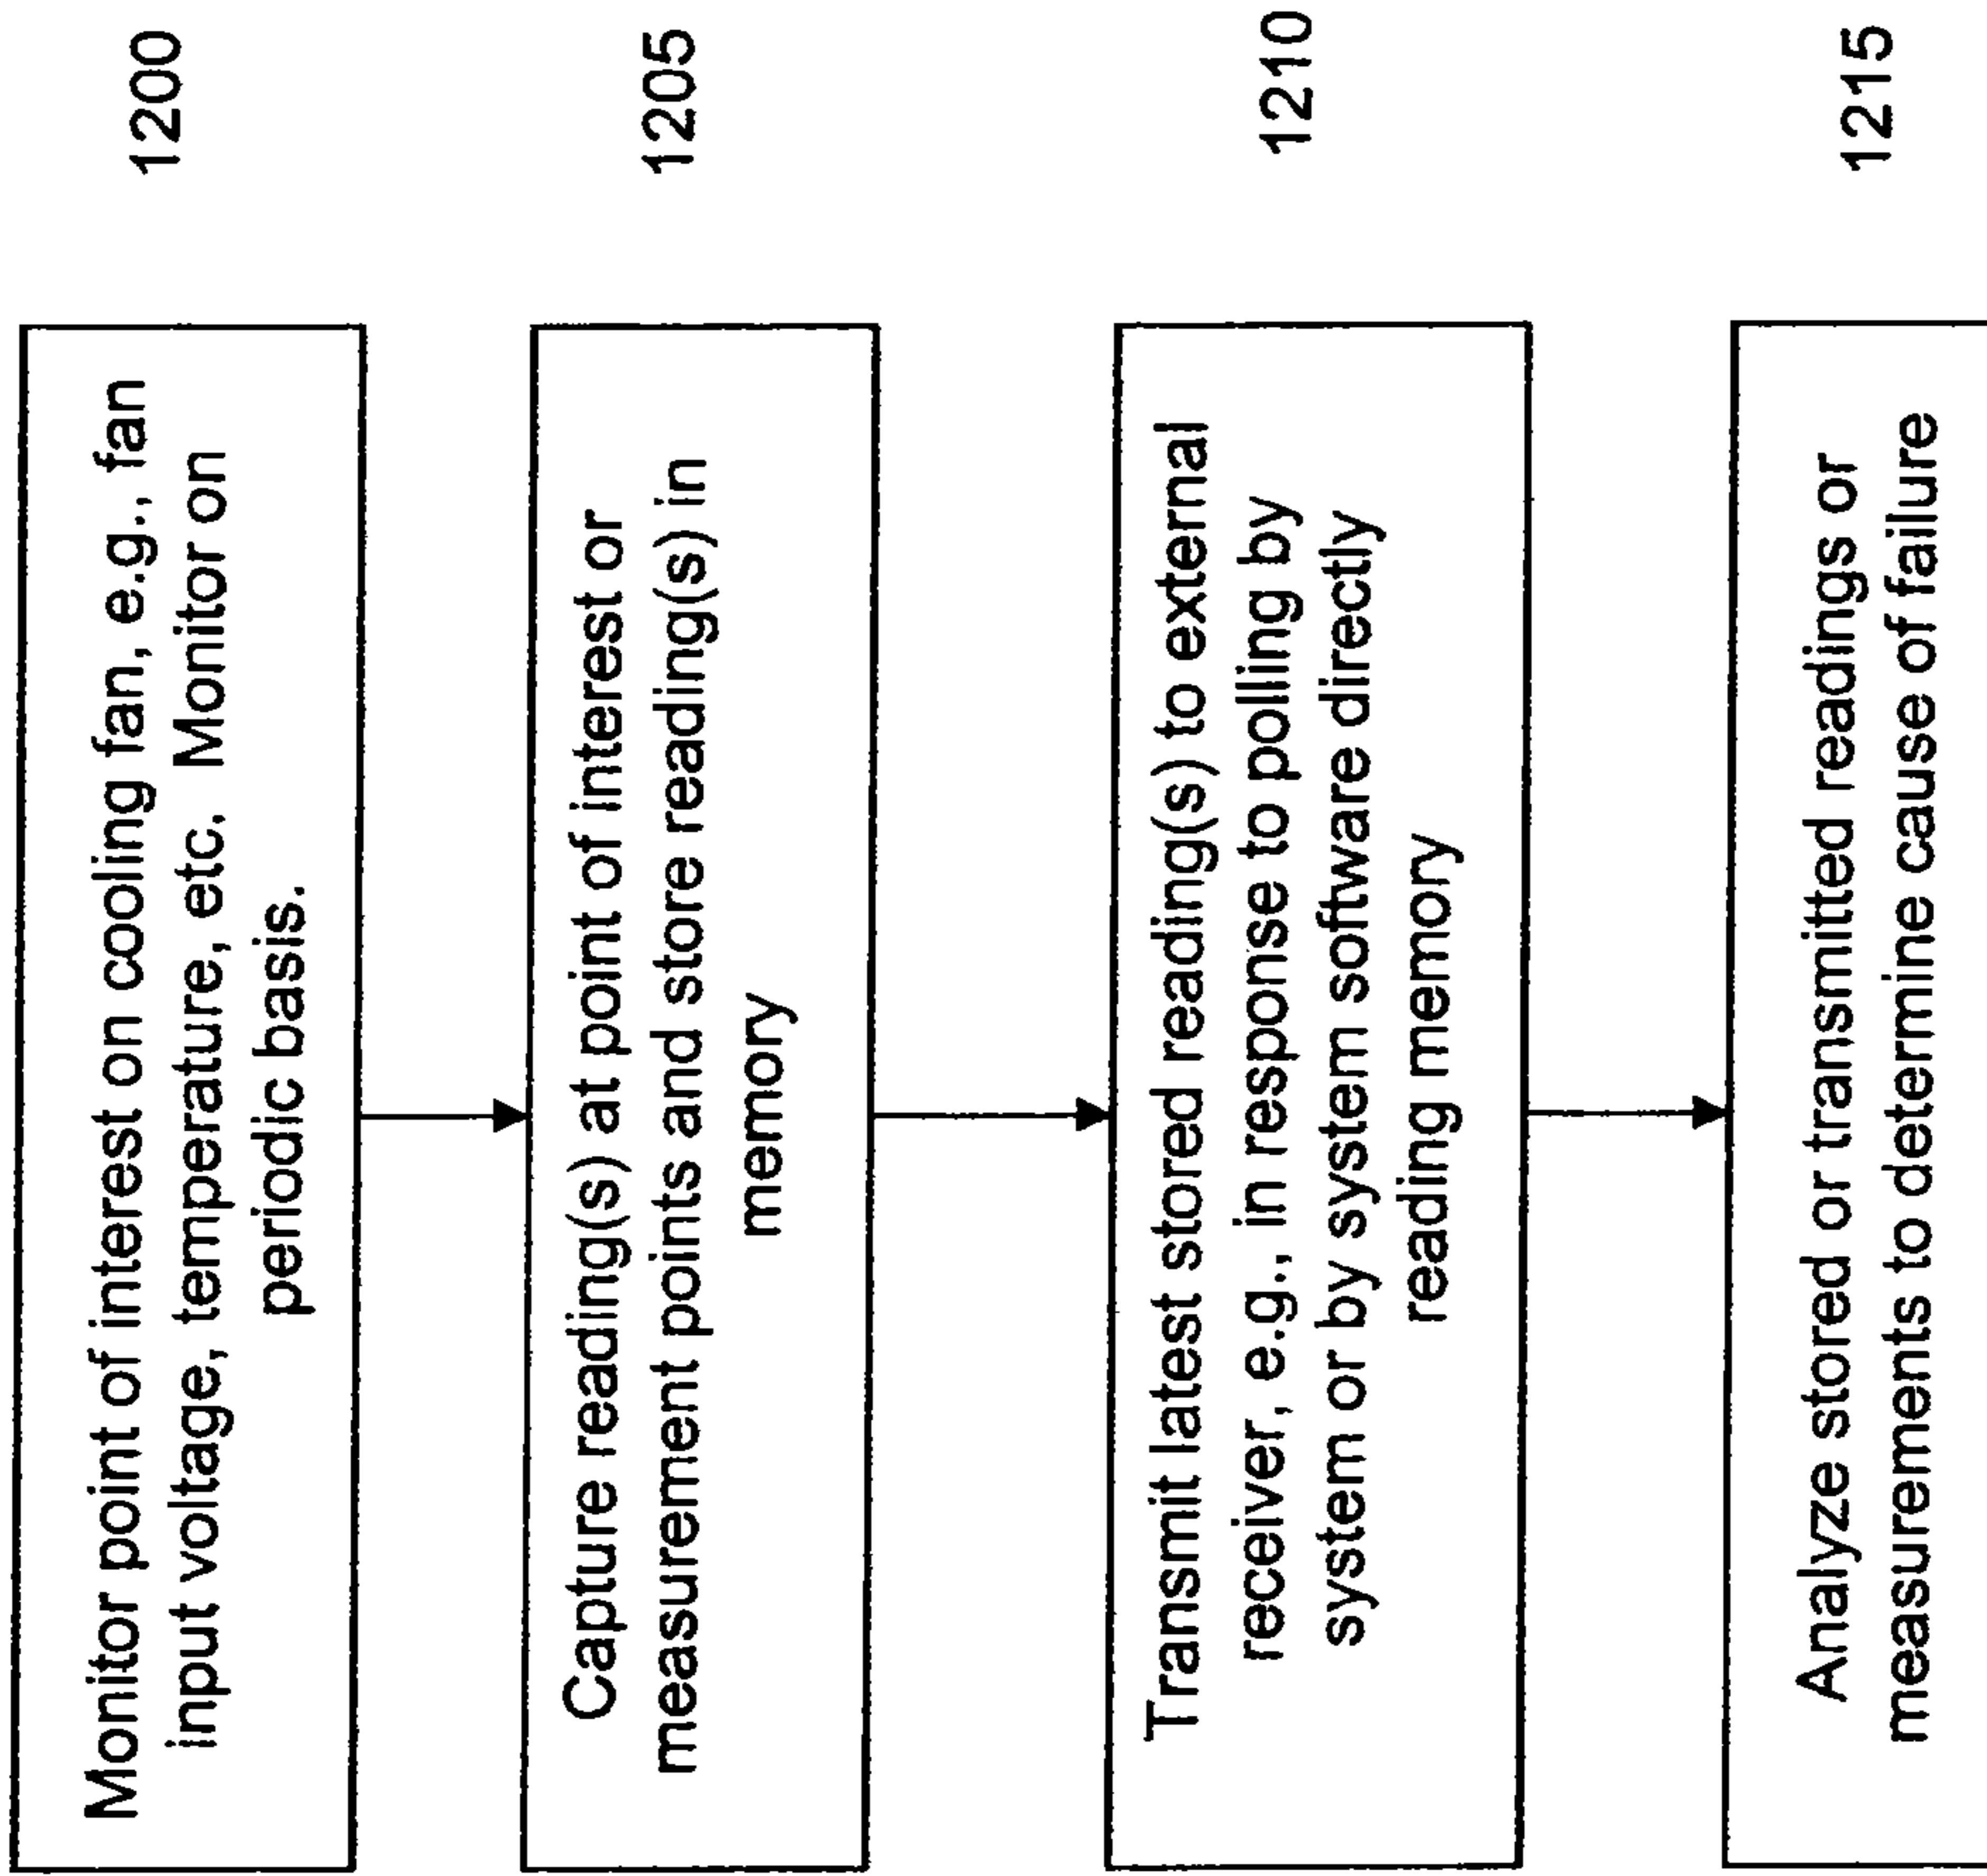 Monitor point of interest on cooling fan, e.g., fan
input voltage, temperature, etc. Monitor on
periodic basis.
1200
Capture reading(s) at point of interest or
measurement points and store reading(s) in
memory
1205
Transmit latest stored reading(s) to external
receiver, e.g., in response to polling by
system or by system software directly
reading memory
1210
Analyze stored or transmitted readings or
measurements to determine cause of failure
1215